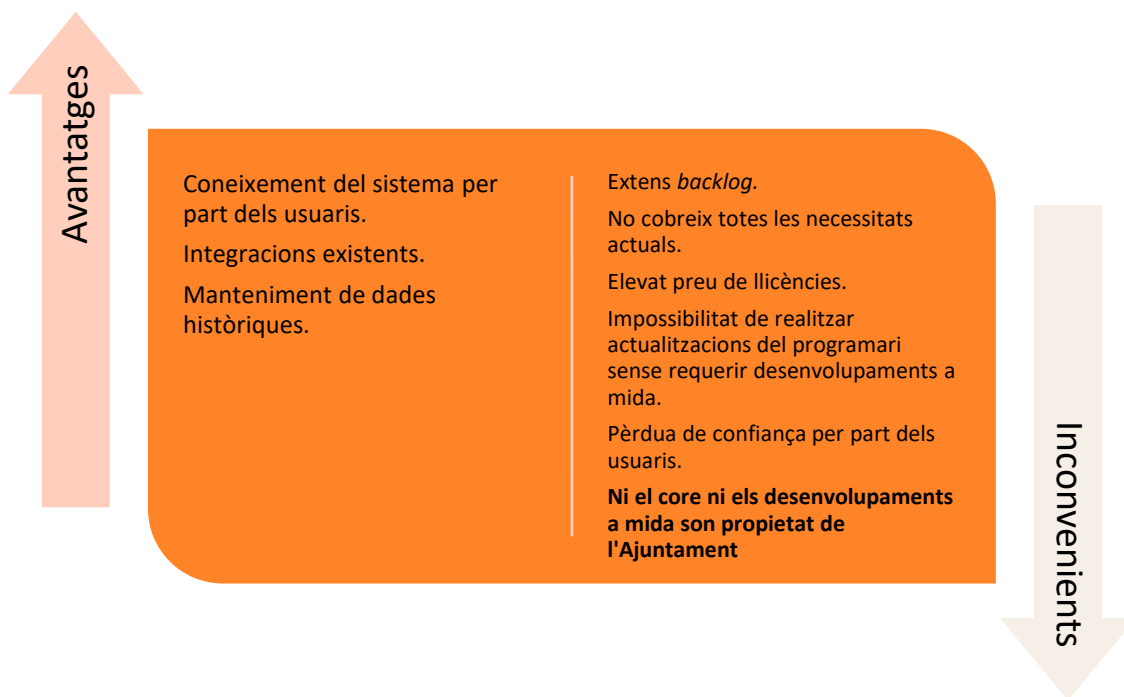 Avantatges
Coneixement del sistema per
part dels usuaris.
Integracions existents.
Manteniment de dades
històriques.
Extens backlog.
No cobreix totes les necessitats
actuals.
Elevat preu de llicències.
Impossibilitat de realitzar
actualitzacions del programari
sense requerir desenvolupaments a
mida.
Pèrdua de confiança per part dels
usuaris.
Ni el core ni els desenvolupaments
a mida son propietat de
l'Ajuntament
Inconvenients